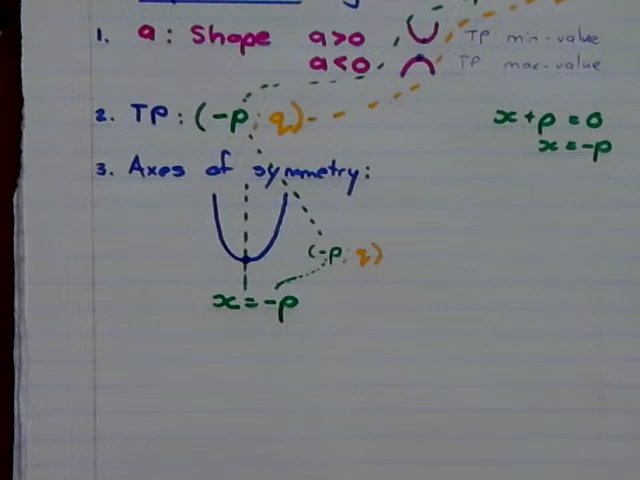 1. a : Shape a>0 , TP min-value
a<0 , TP max-value
2. TP : (-p ; q)
x + p = 0
x = -p
3. Axes of symmetry:
(-p ; q)
x = -p